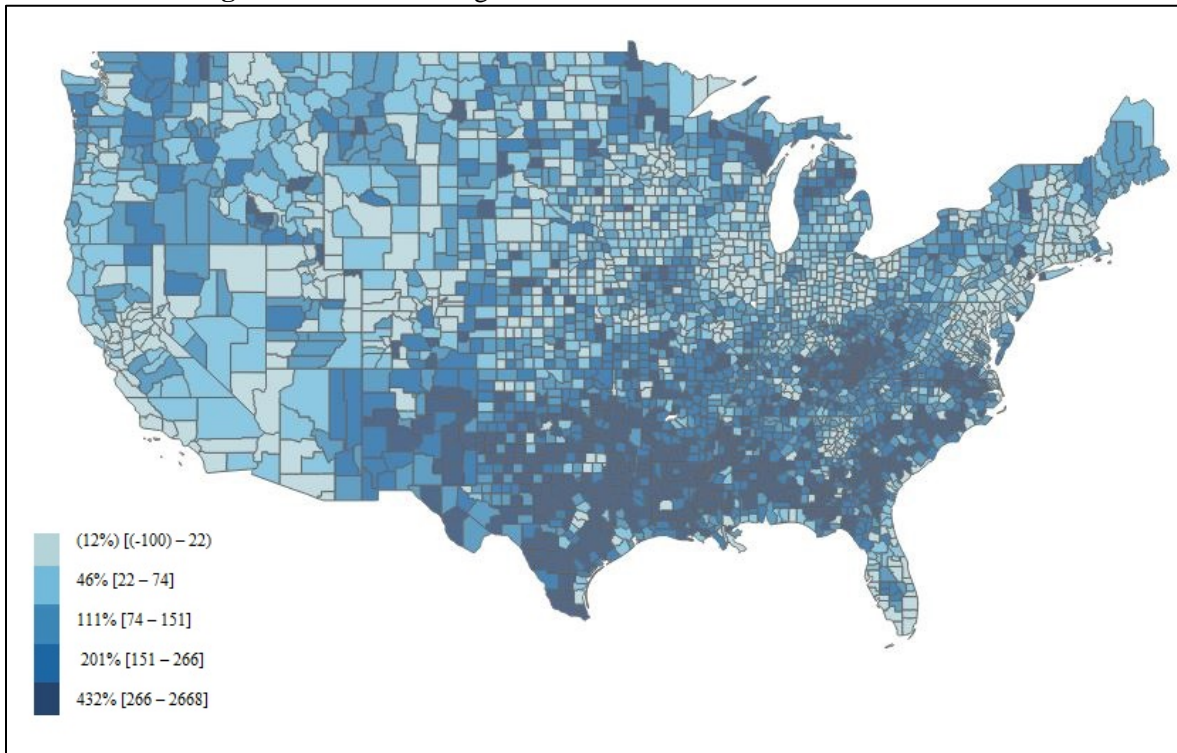 (12%) [(-100) – 22)
46% [22 – 74]
111% [74 – 151]
201% [151 – 266]
432% [266 – 2668]